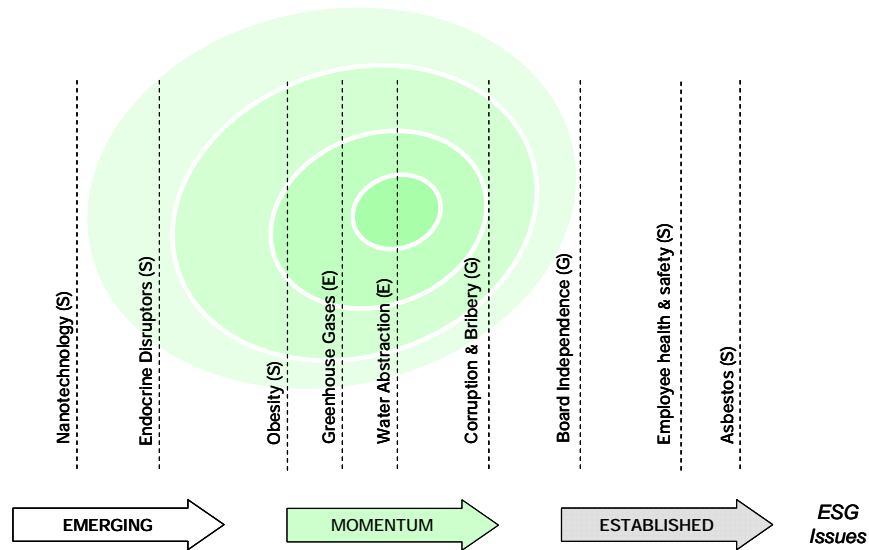 Nanotechnology (S)
Endocrine Disruptors (S)
Obesity (S)
Greenhouse Gases (E)
Water Abstraction (E)
Corruption & Bribery (G)
Board Independence (G)
Employee health & safety (S)
Asbestos (S)
EMERGING
MOMENTUM
ESTABLISHED
ESG
Issues